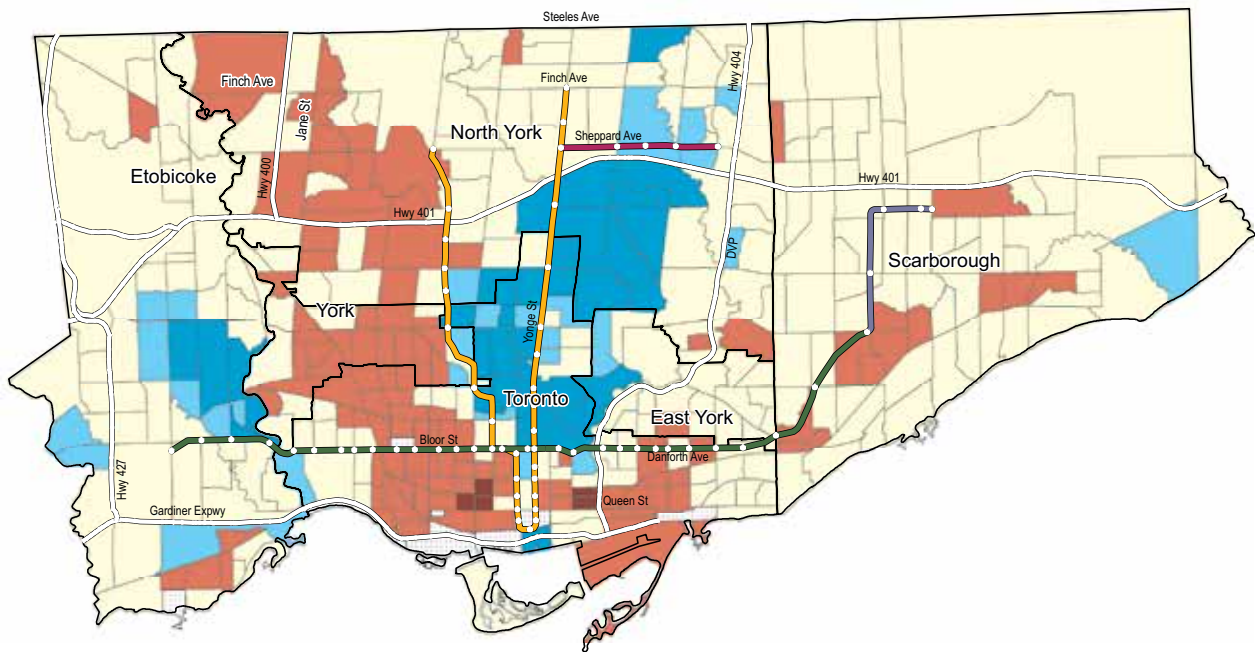 Steeles Ave
Hwy 404
Finch Ave
Finch Ave
Jane St
North York
Sheppard Ave
Etobicoke
Hwy 400
Hwy 401
Hwy 401
DVP
Scarborough
York
Yonge St
Toronto
East York
Bloor St
Danforth Ave
Hwy 427
Queen St
Gardiner Expwy